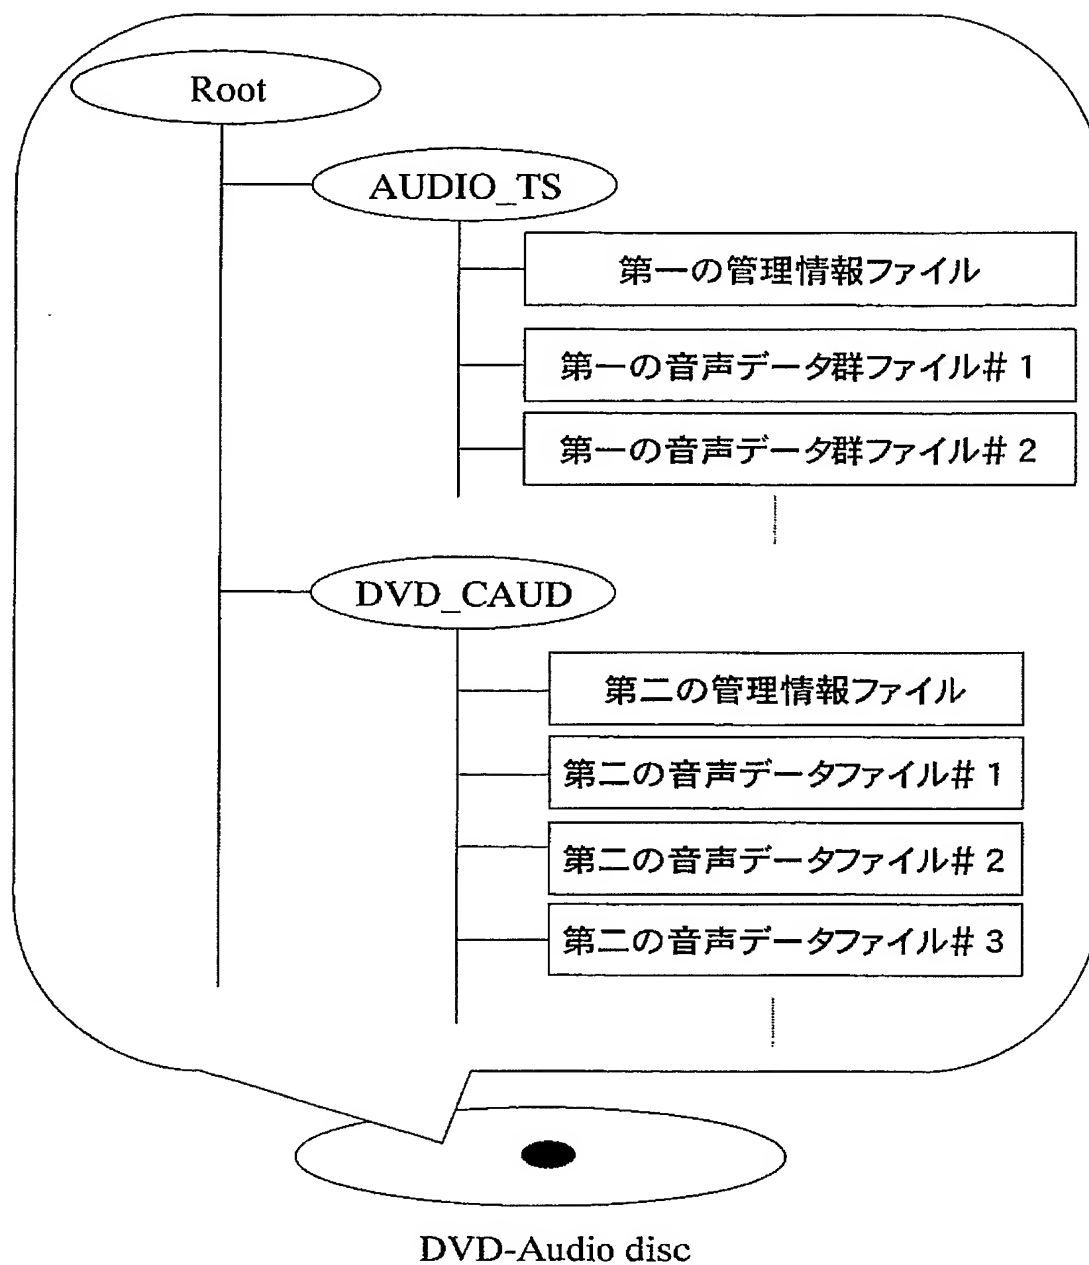 Root
AUDIO_TS
第一の管理情報ファイル
第一の音声データ群ファイル＃1
第一の音声データ群ファイル＃2
DVD_CAUD
第二の管理情報ファイル
第二の音声データファイル＃1
第二の音声データファイル＃2
第二の音声データファイル＃3
DVD-Audio disc